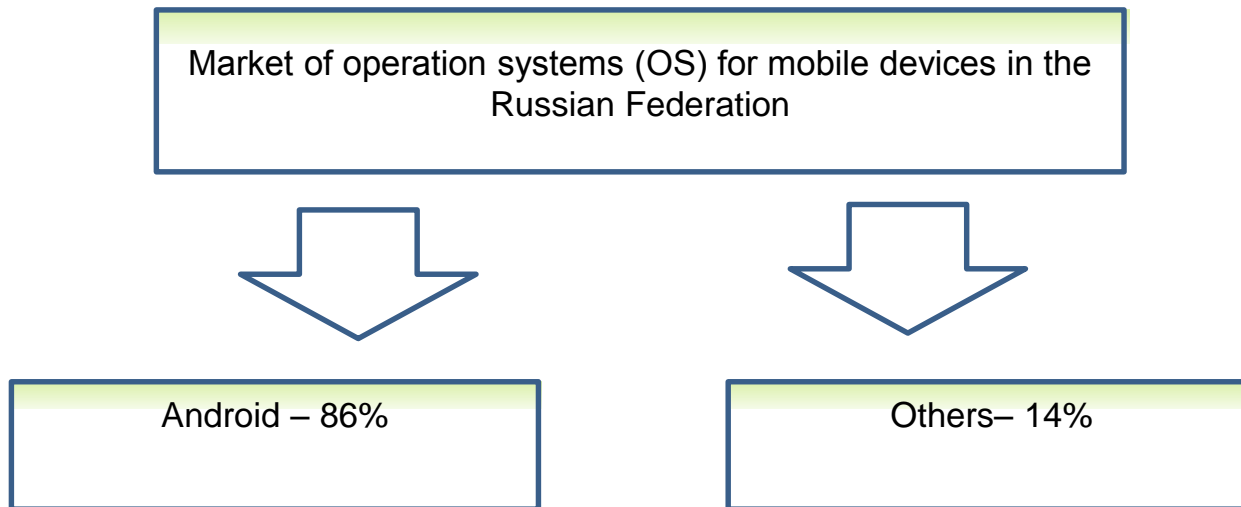 Market of operation systems (OS) for mobile devices in the
Russian Federation
Android – 86%
Others– 14%